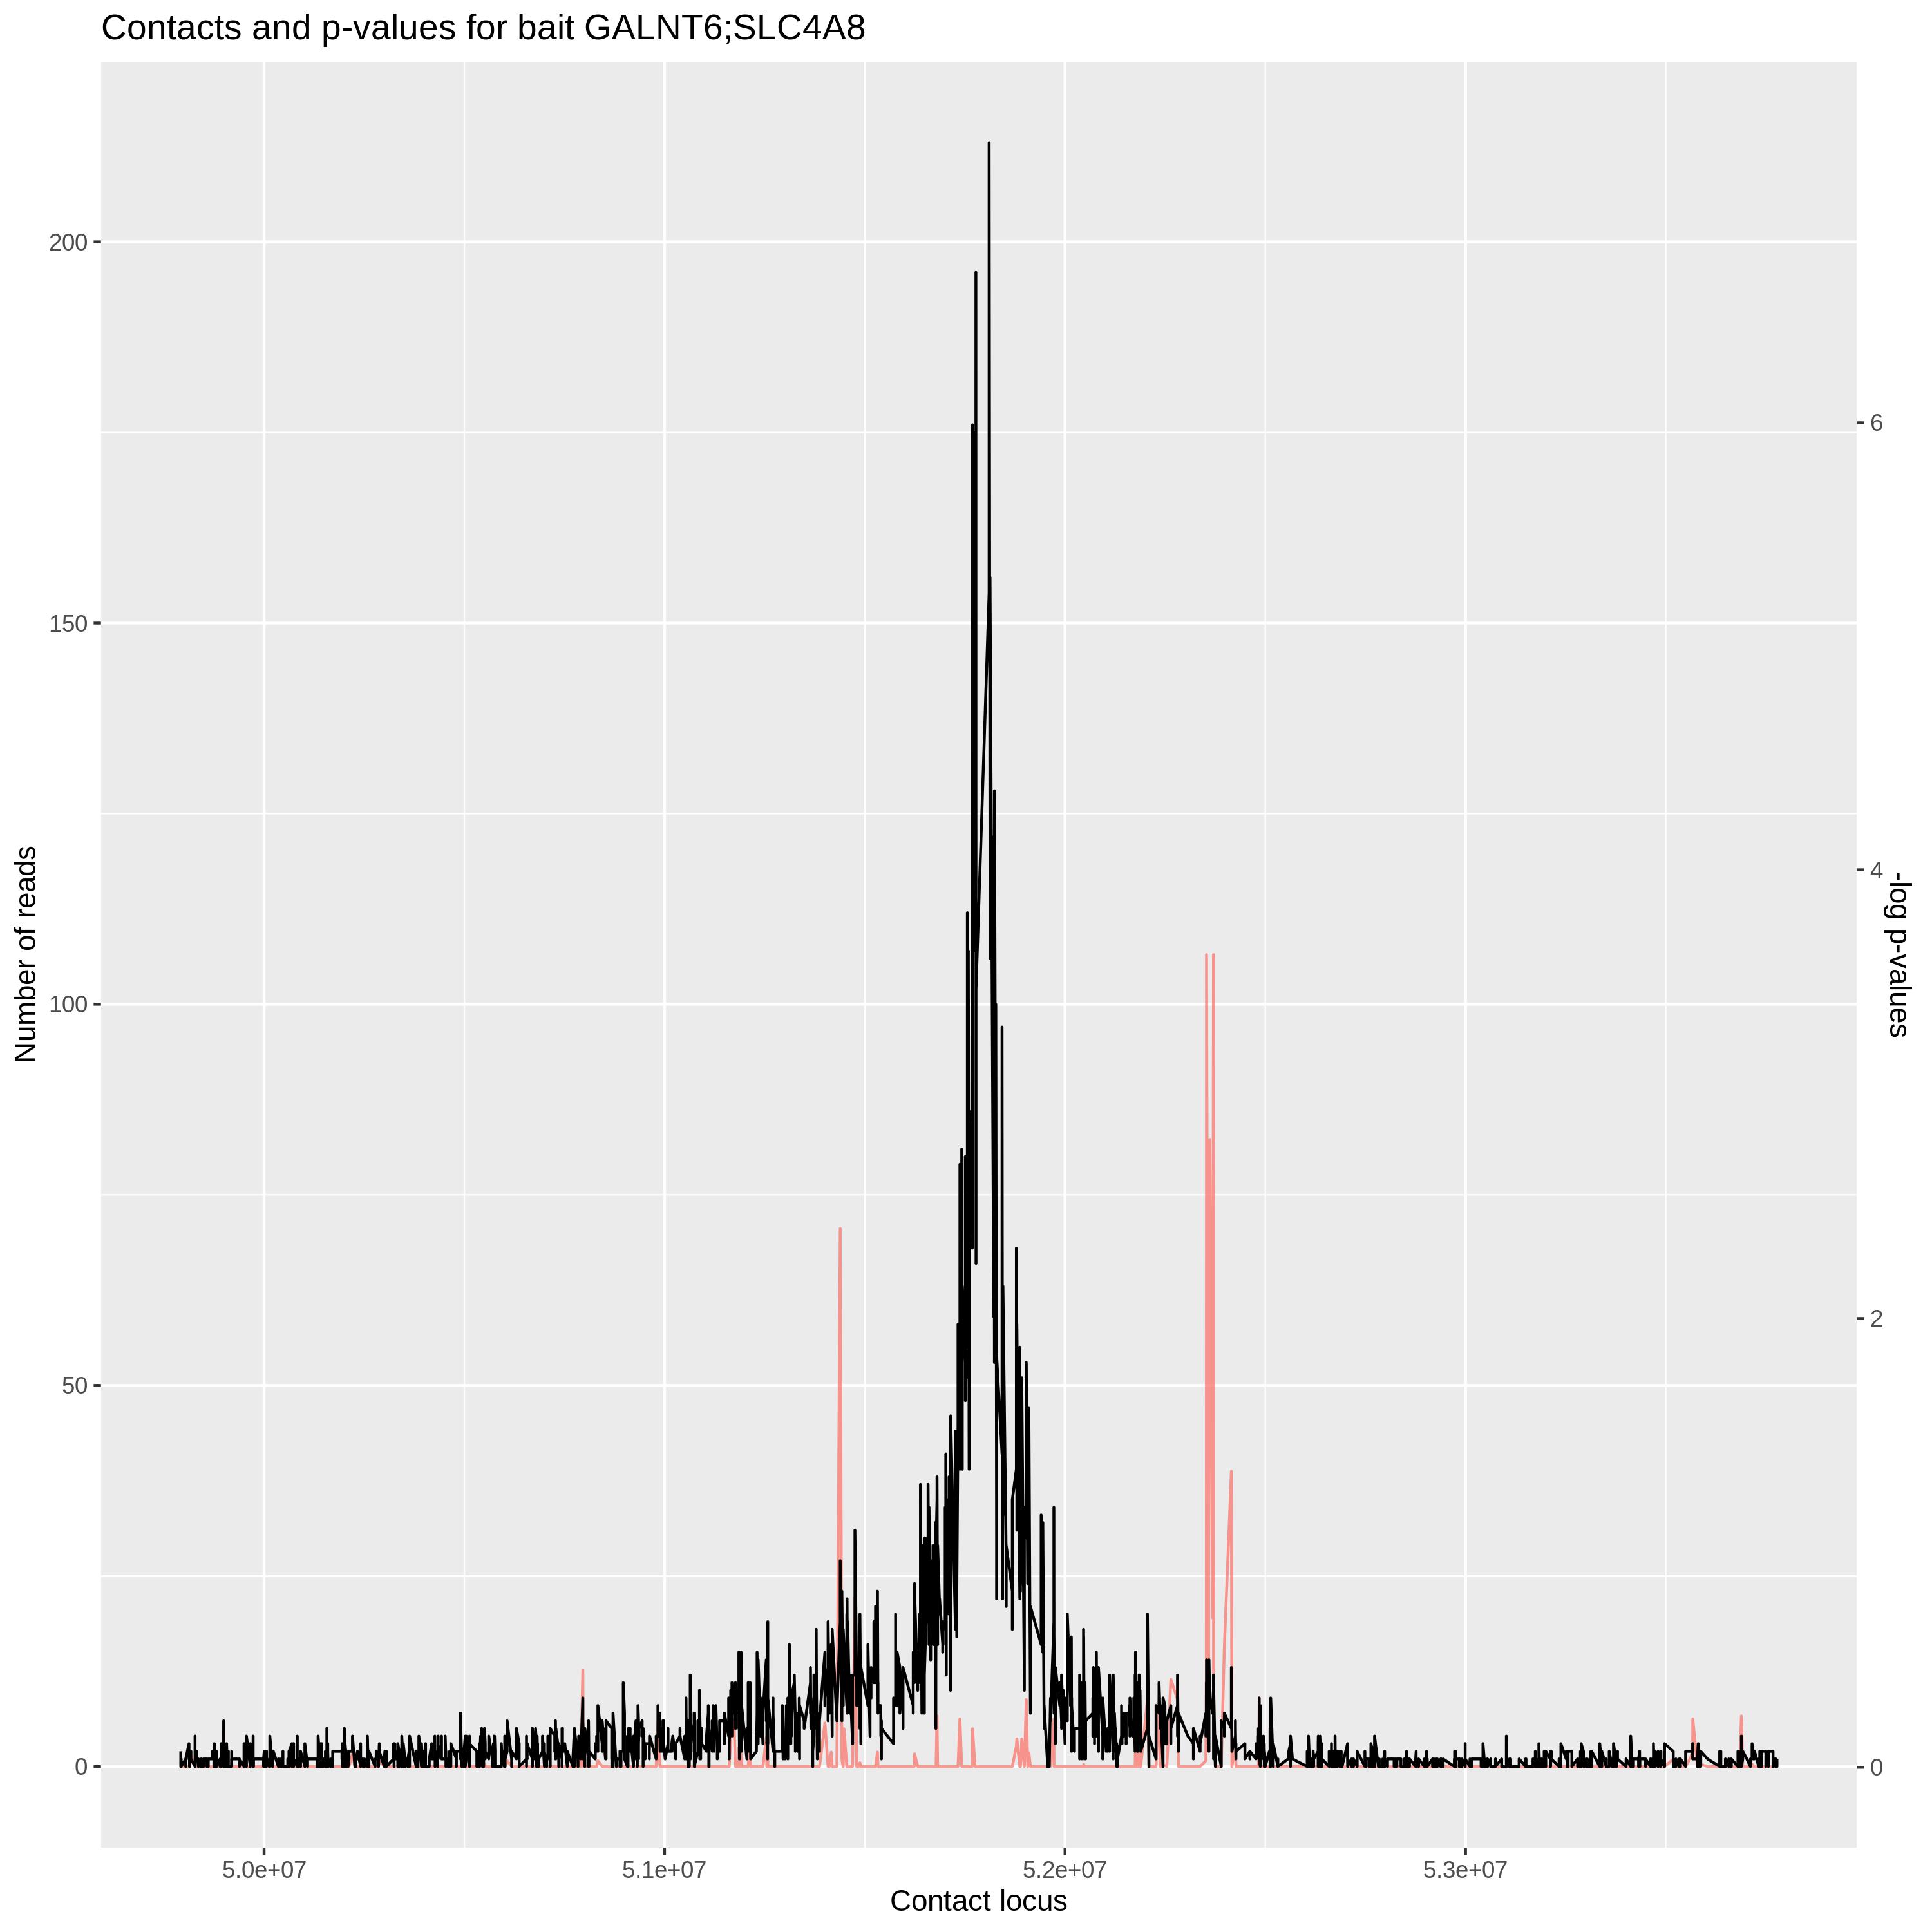 Contacts and p-values for bait GALNT6;SLC4A8
200
150
100
50
0
Number of reads
6
4
2
0
-log p-values
5.0e+07
5.1e+07
5.2e+07
5.3e+07
Contact locus